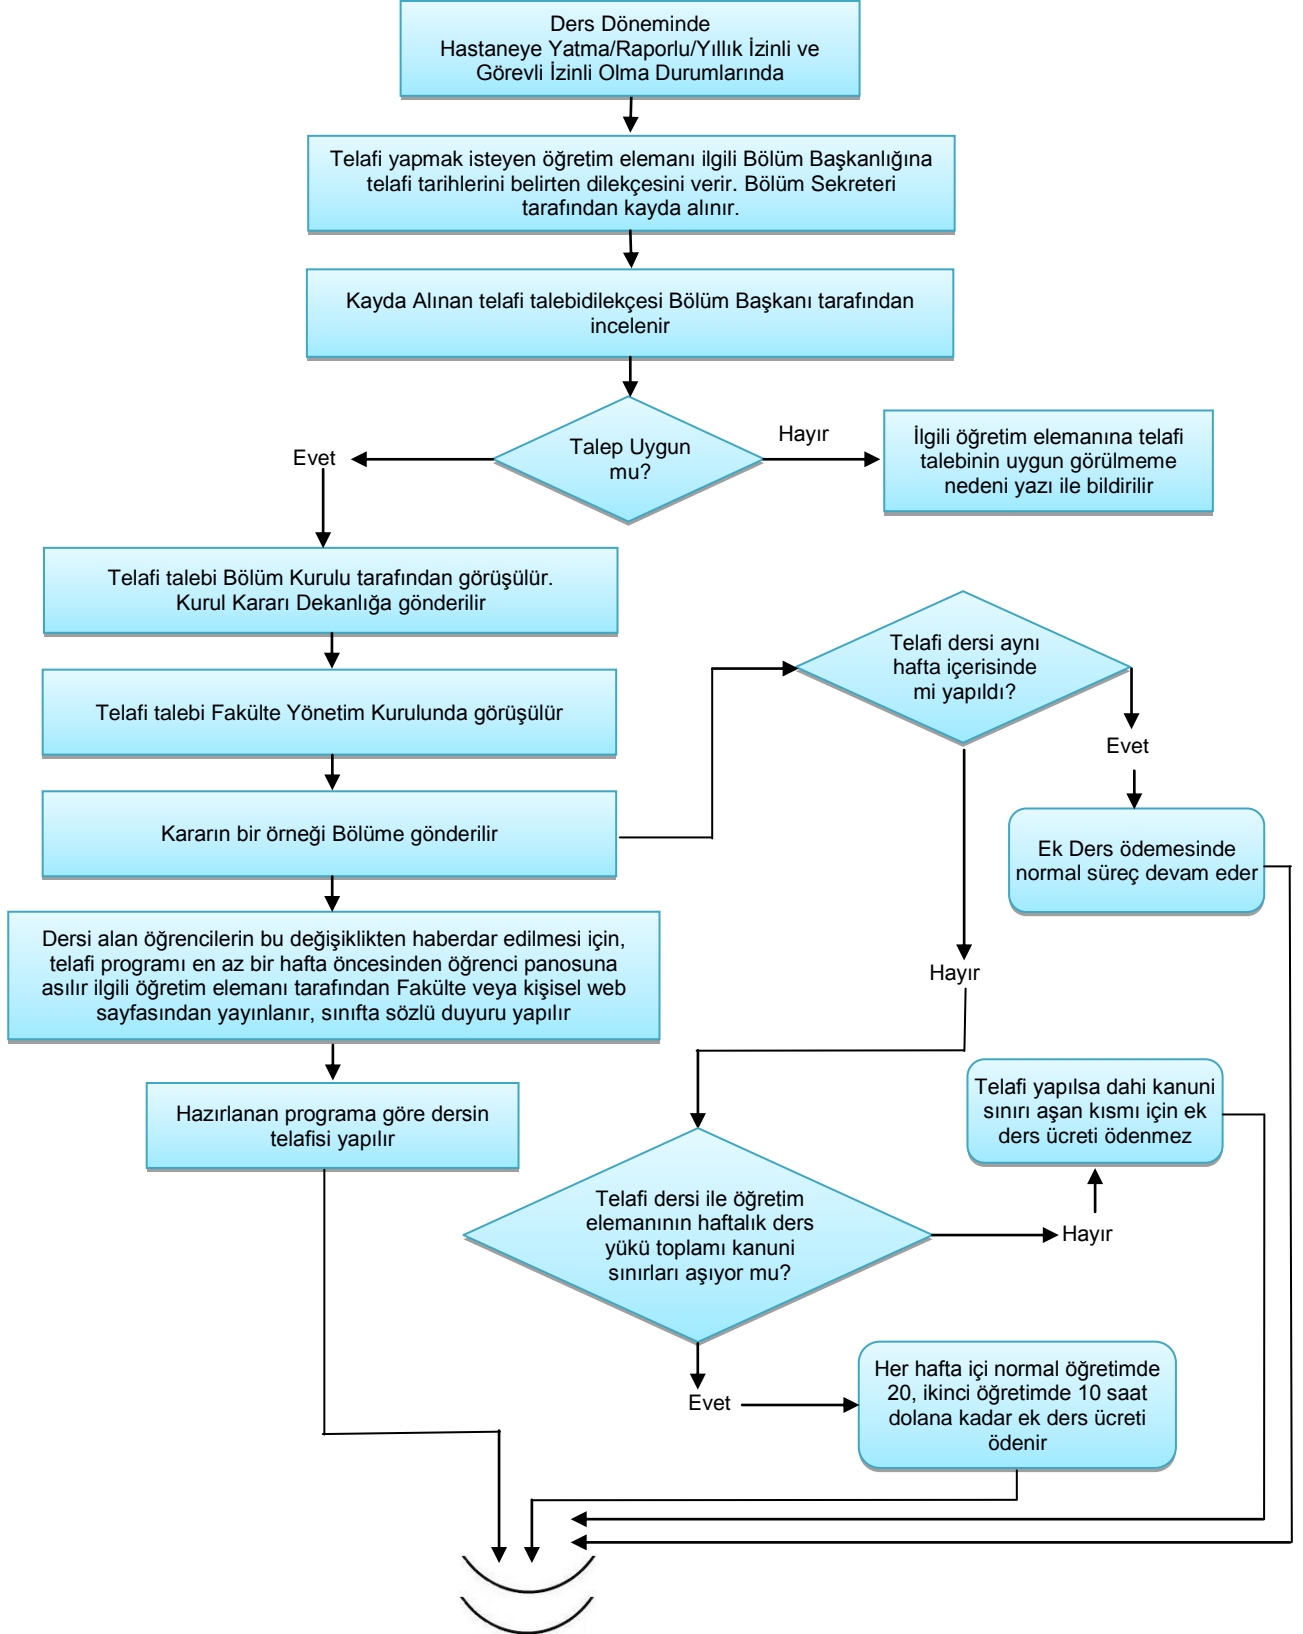 Ders Döneminde
Hastaneye Yatma/Raporlu/Yıllık İzinli ve
Görevli İzinli Olma Durumlarında
Telafi yapmak isteyen öğretim elemanı ilgili Bölüm Başkanlığına
telafi tarihlerini belirten dilekçesini verir. Bölüm Sekreteri
tarafından kayda alınır.
Kayda Alınan telafi talebidilekçesi Bölüm Başkanı tarafından
incelenir
Talep Uygun
mu?
Hayır
İlgili öğretim elemanına telafi
talebinin uygun görülmeme
nedeni yazı ile bildirilir
Evet
Telafi talebi Bölüm Kurulu tarafından görüşülür.
Kurul Kararı Dekanlığa gönderilir
Telafi talebi Fakülte Yönetim Kurulunda görüşülür
Kararın bir örneği Bölüme gönderilir
Telafi dersi aynı
hafta içerisinde
mi yapıldı?
Evet
Ek Ders ödemesinde
normal süreç devam eder
Dersi alan öğrencilerin bu değişiklikten haberdar edilmesi için,
telafi programı en az bir hafta öncesinden öğrenci panosuna
asılır ilgili öğretim elemanı tarafından Fakülte veya kişisel web
sayfasından yayınlanır, sınıfta sözlü duyuru yapılır
Hayır
Hazırlanan programa göre dersin
telafisi yapılır
Telafi yapılsa dahi kanuni
sınırı aşan kısmı için ek
ders ücreti ödenmez
Telafi dersi ile öğretim
elemanının haftalık ders
yükü toplamı kanuni
sınırları aşıyor mu?
Hayır
Evet
Her hafta içi normal öğretimde
20, ikinci öğretimde 10 saat
dolana kadar ek ders ücreti
ödenir